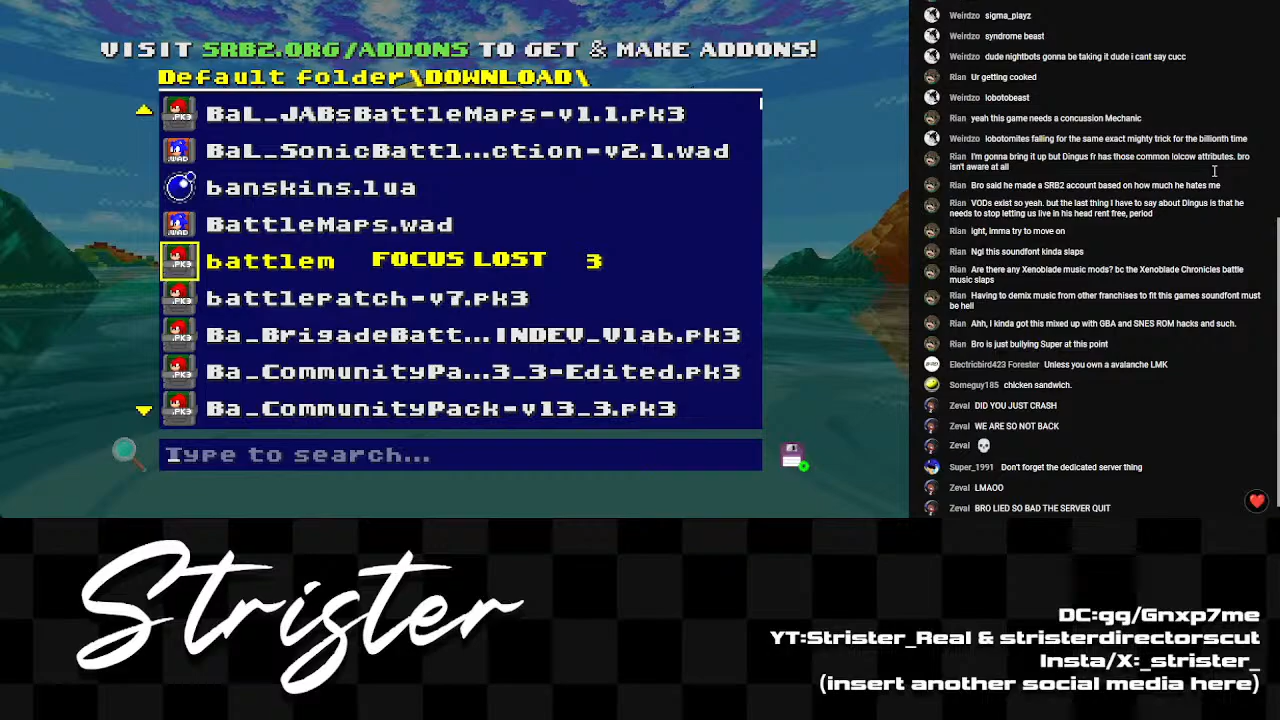 VISIT SRB2.ORG/ADDONS TO GET & MAKE ADDONS!
Default folder\DOWNLOAD\
BaL_JABsBattleMaps-v1.1.pk3
BaL_SonicBattl...ction-v2.1.wad
banskins.lua
BattleMaps.wad
battlem
FOCUS LOST
3
battlepatch-v7.pk3
Ba_BrigadeBatt...INDEV_V1ab.pk3
Ba_CommunityPa...3_3-Edited.pk3
Ba_CommunityPack-v13_3.pk3
Type to search...
.PK3
.WAD
.WAD
.PK3
.PK3
.PK3
.PK3
.PK3
Weirdzo sigma_playz
Weirdzo syndrome beast
Weirdzo dude nightbots gonna be taking it dude i cant say cucc
Rian Ur getting cooked
Weirdzo lobotobeast
Rian yeah this game needs a concussion Mechanic
Weirdzo lobotomites falling for the same exact mighty trick for the billionth time
Rian I'm gonna bring it up but Dingus fr has those common lolcow attributes. bro
isn't aware at all
Rian Bro said he made a SRB2 account based on how much he hates me
Rian VODs exist so yeah. but the last thing I have to say about Dingus is that he
needs to stop letting us live in his head rent free, period
Rian ight, imma try to move on
Rian Ngl this soundfont kinda slaps
Rian Are there any Xenoblade music mods? bc the Xenoblade Chronicles battle
music slaps
Rian Having to demix music from other franchises to fit this games soundfont must
be hell
Rian Ahh, I kinda got this mixed up with GBA and SNES ROM hacks and such.
Rian Bro is just bullying Super at this point
Electricbird423 Forester Unless you own a avalanche LMK
Someguy185 chicken sandwich.
Zeval DID YOU JUST CRASH
Zeval WE ARE SO NOT BACK
Zeval 💀
Super_1991 Don't forget the dedicated server thing
Zeval LMAOO
Zeval BRO LIED SO BAD THE SERVER QUIT
Strister
DC:gg/Gnxp7me
YT:Strister_Real & stristerdirectorscut
Insta/X:_strister_
(insert another social media here)